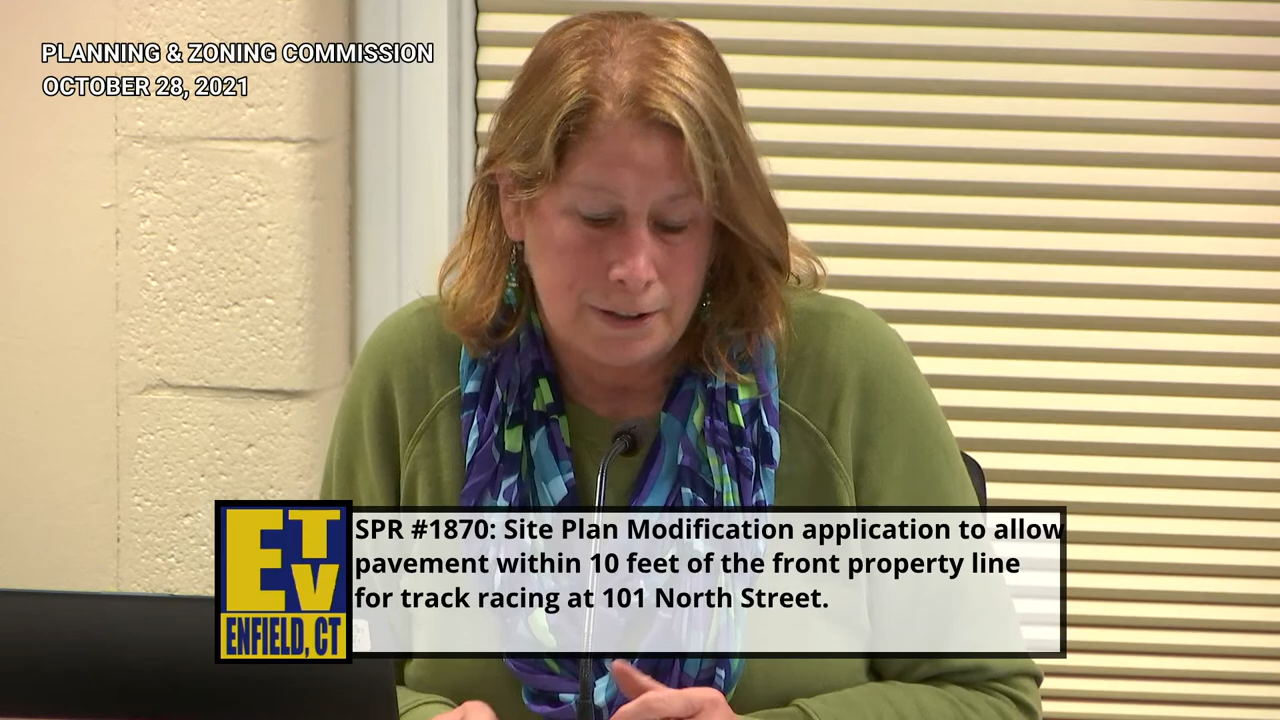 PLANNING & ZONING COMMISSION
OCTOBER 28, 2021
ETV
ENFIELD, CT
SPR #1870: Site Plan Modification application to allow
pavement within 10 feet of the front property line
for track racing at 101 North Street.